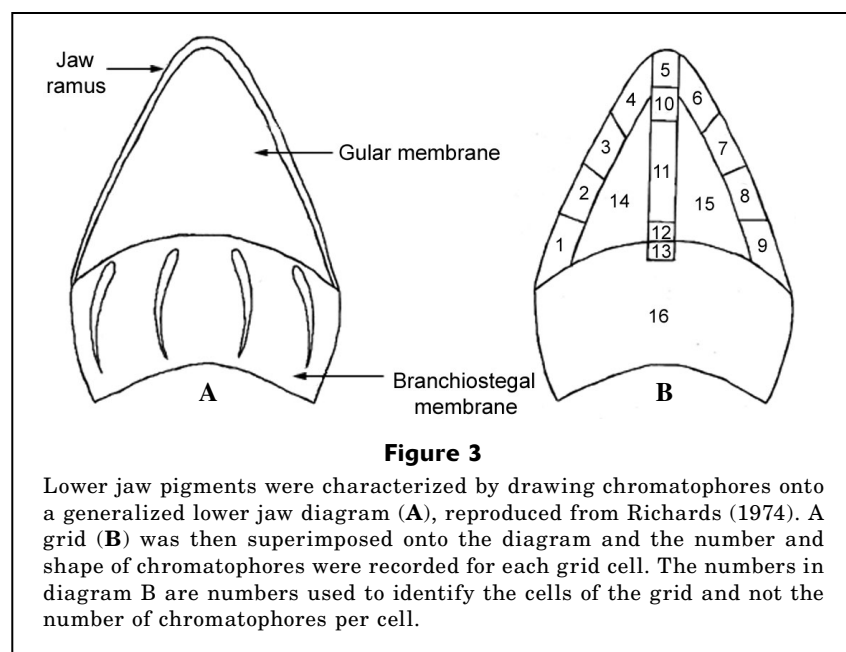 Jaw
ramus
Gular membrane
Branchiostegal
membrane
A
5
4
10
6
3
7
11
2
14
15
8
1
12
13
9
16
B
Figure 3
Lower jaw pigments were characterized by drawing chromatophores onto
a generalized lower jaw diagram (A), reproduced from Richards (1974). A
grid (B) was then superimposed onto the diagram and the number and
shape of chromatophores were recorded for each grid cell. The numbers in
diagram B are numbers used to identify the cells of the grid and not the
number of chromatophores per cell.